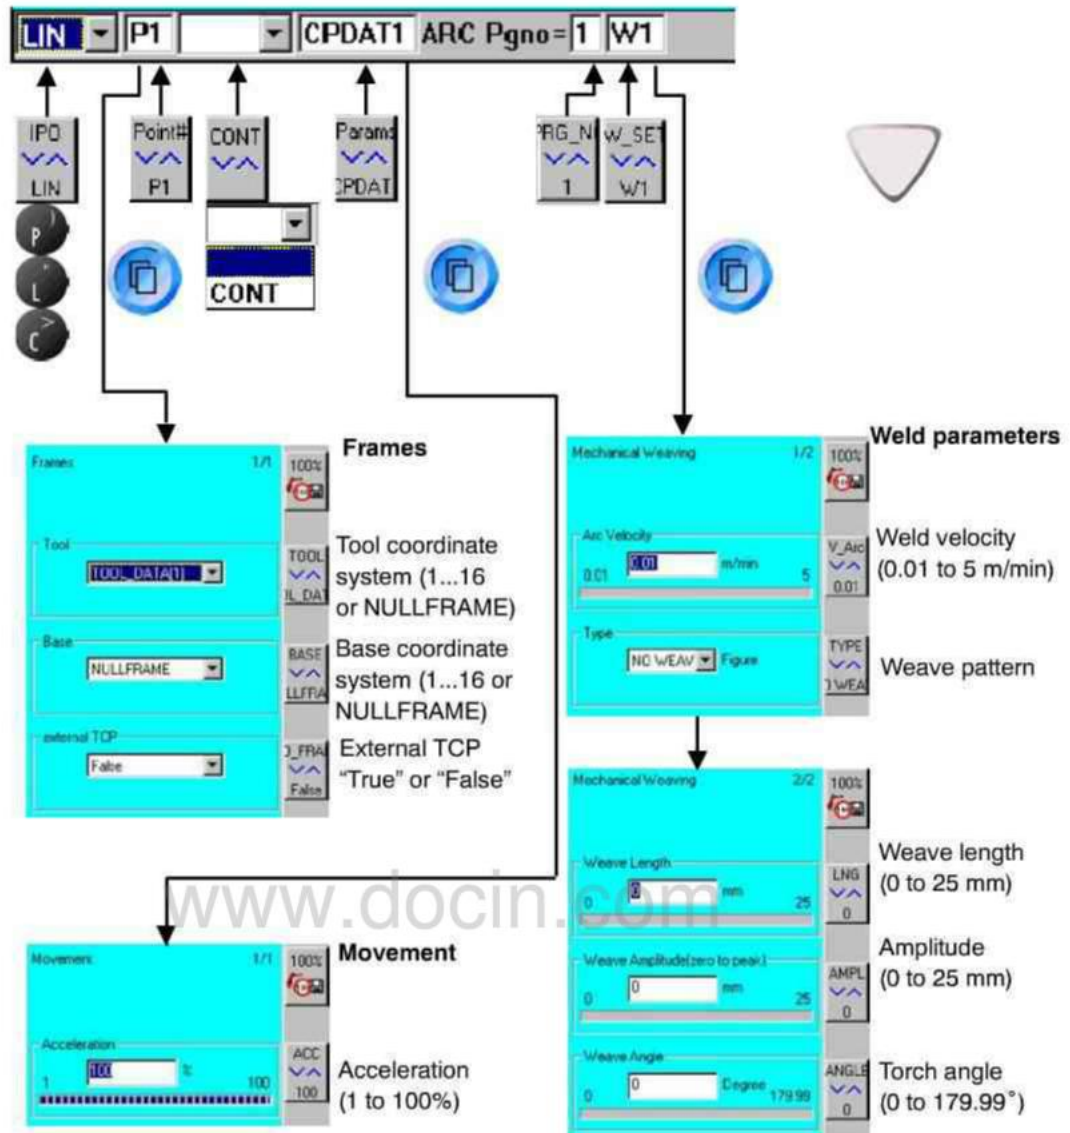 LIN P1 CPDAT1 ARC Pgno= 1 W1
IPO
LIN
Point#
P1
CONT
Params
CPDAT
PRG_N
1
W_SET
W1
P
L
C >
CONT
Frames
Frames 1/1
100%
Tool
TOOL_DATA[1]
TOOL
OL_DAT
Tool coordinate
system (1...16
or NULLFRAME)
Base
NULLFRAME
BASE
LLFRA
Base coordinate
system (1...16 or
NULLFRAME)
external TCP
False
O_FRA
False
External TCP
“True” or “False”
Weld parameters
Mechanical Weaving 1/2
100%
Arc Velocity
0.01 0.01 m/min 5
V_Arc
0.01
Weld velocity
(0.01 to 5 m/min)
Type
NO WEAV Figure
TYPE
O WEA
Weave pattern
Mechanical Weaving 2/2
100%
Weave Length
0 0 mm 25
LNG
0
Weave length
(0 to 25 mm)
Weave Amplitude(zero to peak)
0 0 mm 25
AMPL
0
Amplitude
(0 to 25 mm)
Weave Angle
0 0 Degree 179.99
ANGLE
0
Torch angle
(0 to 179.99˚)
www.docin.com
Movement
Movement 1/1
100%
Acceleration
1 100 % 100
ACC
100
Acceleration
(1 to 100%)